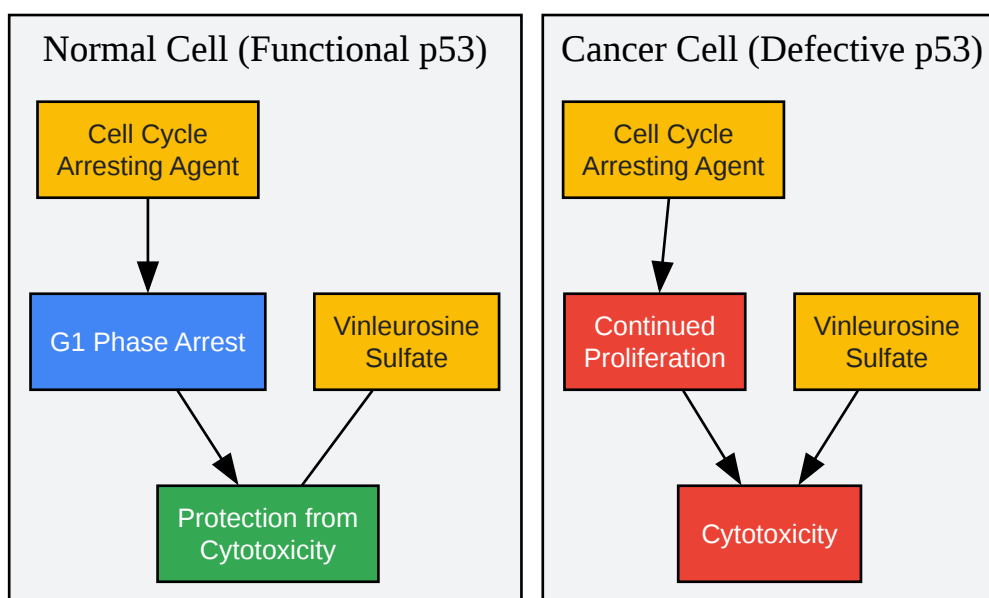 Normal Cell (Functional p53)
Cell Cycle
Arresting Agent
G1 Phase Arrest
Vinleurosine
Sulfate
Protection from
Cytotoxicity
Cancer Cell (Defective p53)
Cell Cycle
Arresting Agent
Continued
Proliferation
Vinleurosine
Sulfate
Cytotoxicity